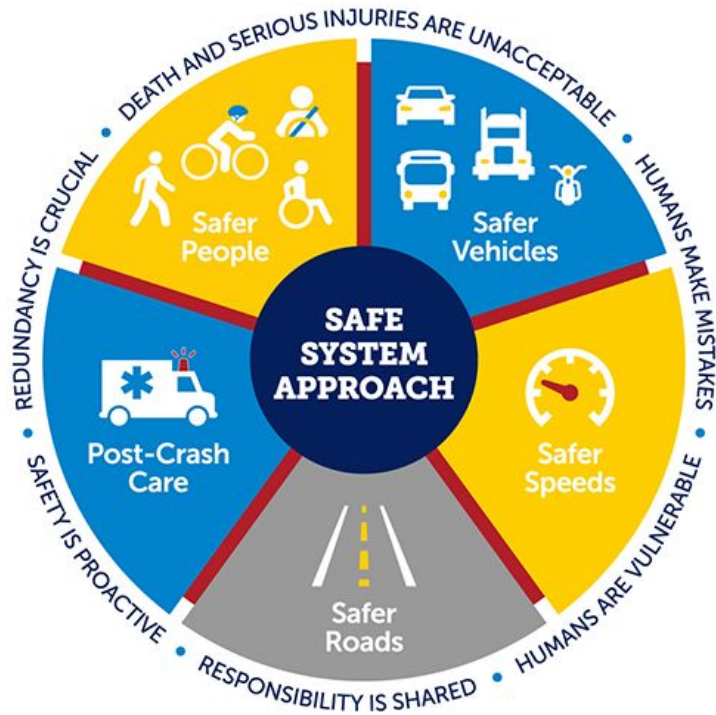 DEATH AND SERIOUS INJURIES ARE UNACCEPTABLE
HUMANS MAKE MISTAKES
HUMANS ARE VULNERABLE
RESPONSIBILITY IS SHARED
SAFETY IS PROACTIVE
REDUNDANCY IS CRUCIAL
Safer
People
Safer
Vehicles
SAFE
SYSTEM
APPROACH
Post-Crash
Care
Safer
Speeds
Safer
Roads